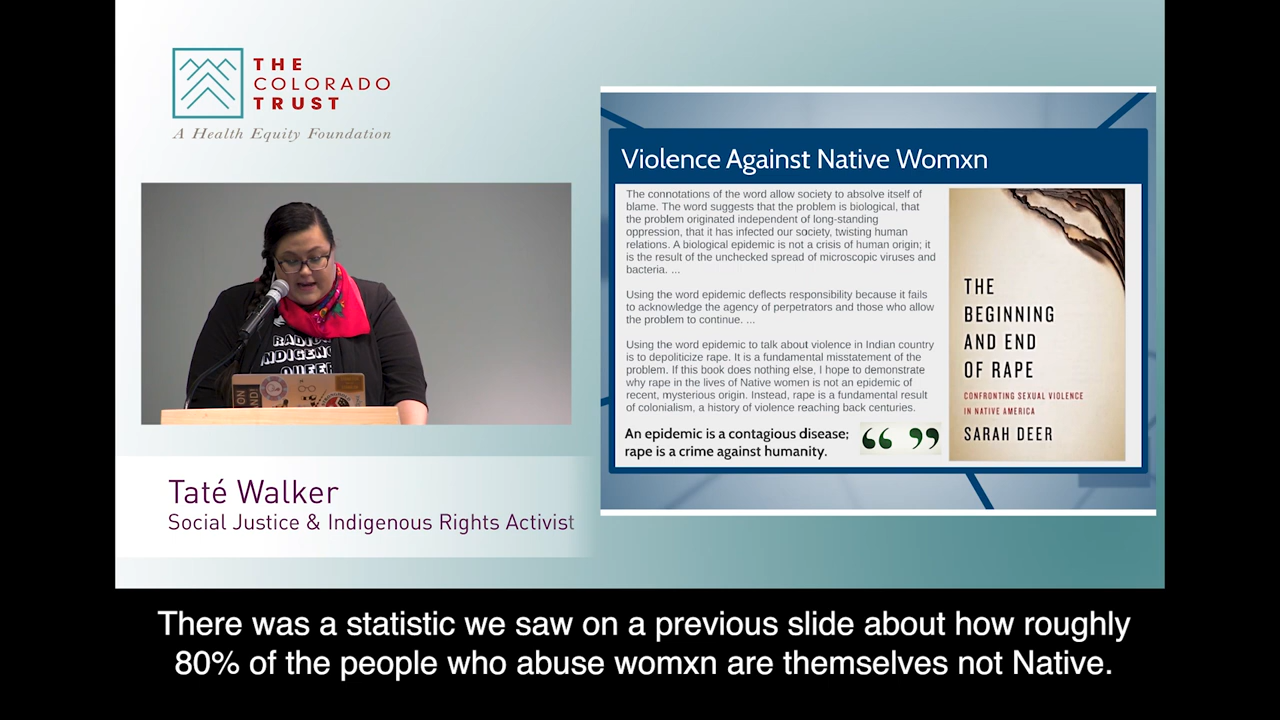 THE
COLORADO
TRUST
A Health Equity Foundation
RADICAL
INDIGENOUS
QUEER
Taté Walker
Social Justice & Indigenous Rights Activist
Violence Against Native Womxn
The connotations of the word allow society to absolve itself of
blame. The word suggests that the problem is biological, that
the problem originated independent of long-standing
oppression, that it has infected our society, twisting human
relations. A biological epidemic is not a crisis of human origin; it
is the result of the unchecked spread of microscopic viruses and
bacteria. ...
Using the word epidemic deflects responsibility because it fails
to acknowledge the agency of perpetrators and those who allow
the problem to continue. ...
Using the word epidemic to talk about violence in Indian country
is to depoliticize rape. It is a fundamental misstatement of the
problem. If this book does nothing else, I hope to demonstrate
why rape in the lives of Native women is not an epidemic of
recent, mysterious origin. Instead, rape is a fundamental result
of colonialism, a history of violence reaching back centuries.
An epidemic is a contagious disease;
rape is a crime against humanity.
“ ”
THE
BEGINNING
AND END
OF RAPE
CONFRONTING SEXUAL VIOLENCE
IN NATIVE AMERICA
SARAH DEER
There was a statistic we saw on a previous slide about how roughly
80% of the people who abuse womxn are themselves not Native.